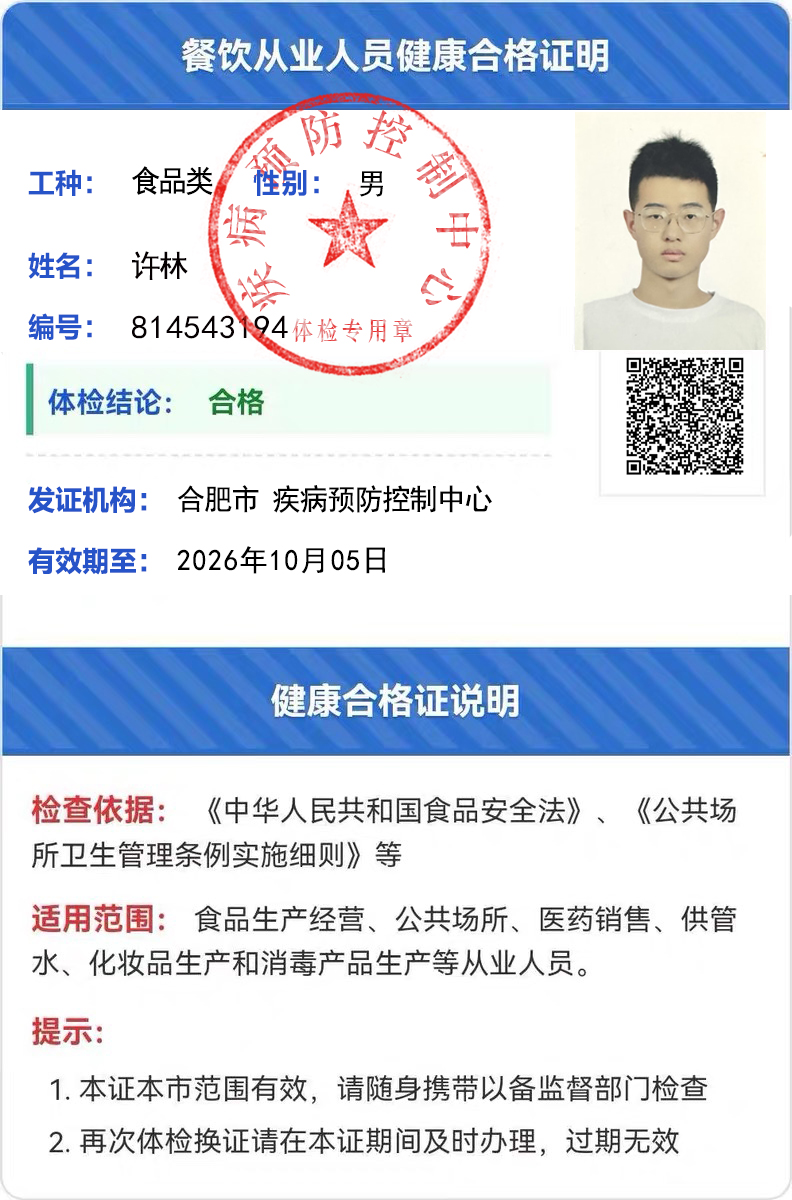 餐饮从业人员健康合格证明
工种： 食品类 性别： 男
姓名： 许林
编号： 814543194
疾病预防控制中心
体检专用章
体检结论： 合格
发证机构： 合肥市 疾病预防控制中心
有效期至： 2026年10月05日
健康合格证说明
检查依据： 《中华人民共和国食品安全法》、《公共场
所卫生管理条例实施细则》等
适用范围： 食品生产经营、公共场所、医药销售、供管
水、化妆品生产和消毒产品生产等从业人员。
提示：
1. 本证本市范围有效，请随身携带以备监督部门检查
2. 再次体检换证请在本证期间及时办理，过期无效